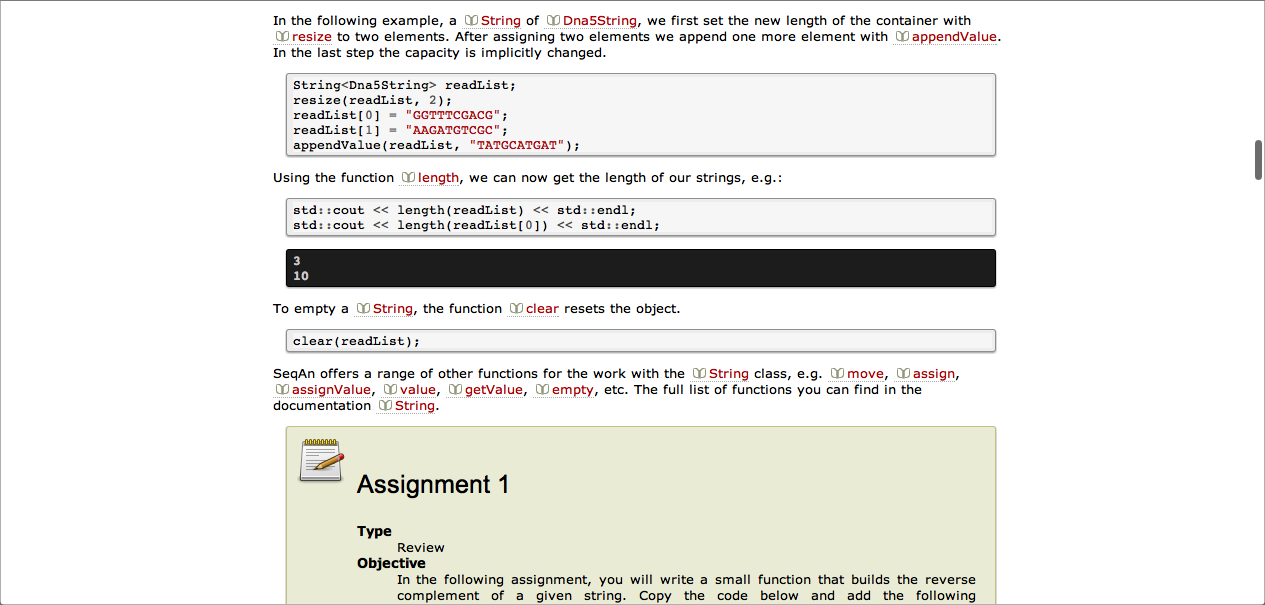 In the following example, a String of Dna5String, we first set the new length of the container with
resize to two elements. After assigning two elements we append one more element with appendValue.
In the last step the capacity is implicitly changed.
String<Dna5String> readList;
resize(readList, 2);
readList[0] = "GGTTTCGACG";
readList[1] = "AAGATGTCGC";
appendValue(readList, "TATGCATGAT");
Using the function length, we can now get the length of our strings, e.g.:
std::cout << length(readList) << std::endl;
std::cout << length(readList[0]) << std::endl;
3
10
To empty a String, the function clear resets the object.
clear(readList);
SeqAn offers a range of other functions for the work with the String class, e.g. move, assign,
assignValue, value, getValue, empty, etc. The full list of functions you can find in the
documentation String.
Assignment 1
Type
Review
Objective
In the following assignment, you will write a small function that builds the reverse
complement of a given string. Copy the code below and add the following